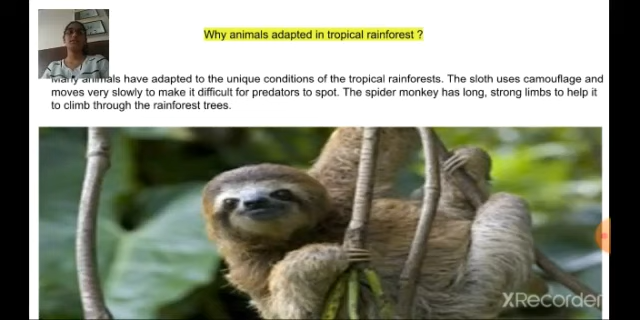 Why animals adapted in tropical rainforest ?
Many animals have adapted to the unique conditions of the tropical rainforests. The sloth uses camouflage and
moves very slowly to make it difficult for predators to spot. The spider monkey has long, strong limbs to help it
to climb through the rainforest trees.
XRecorder